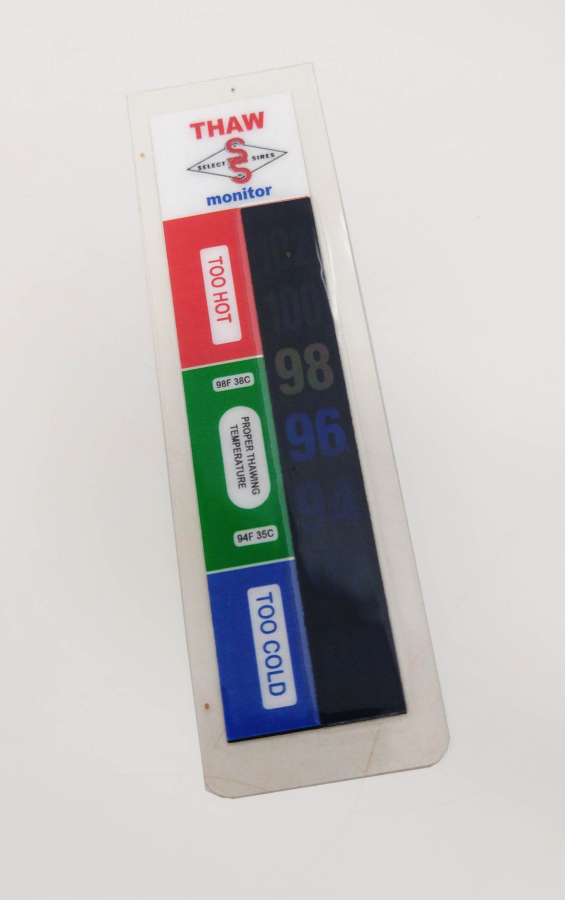 THAW
SELECT SIRES
monitor
102
100
TOO HOT
98
98F 38C
96
PROPER THAWING
TEMPERATURE
94
94F 35C
TOO COLD